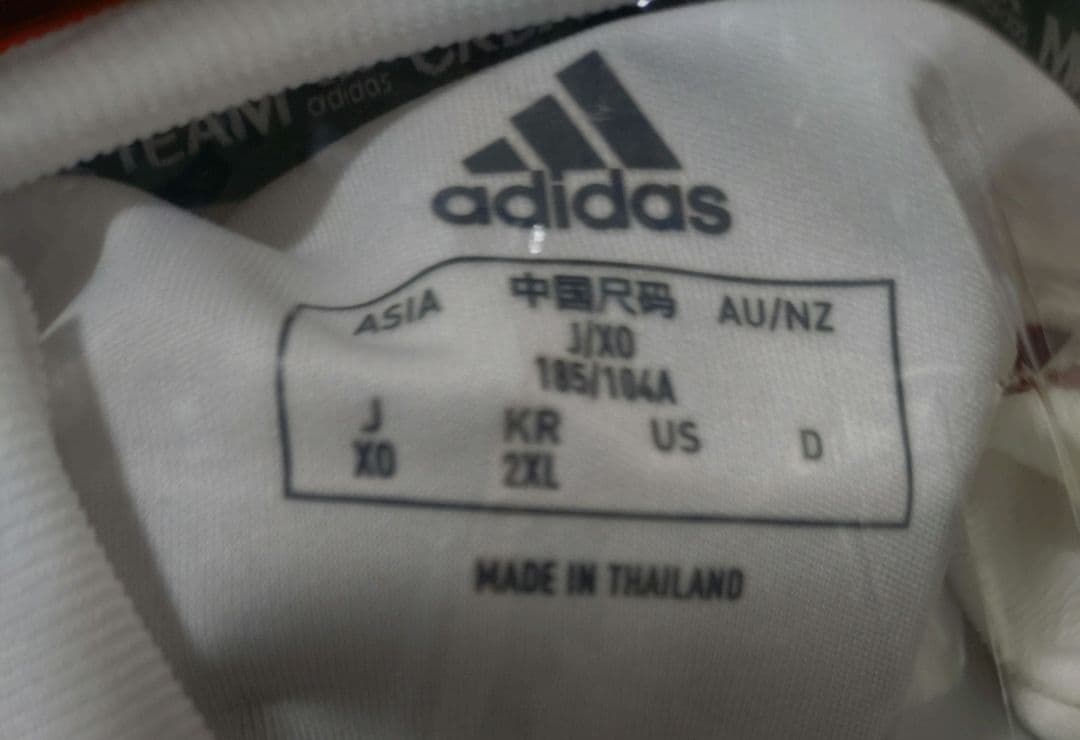 TEAM adidas
adidas
ASIA 中国尺码 AU/NZ
J/XO
185/104A
J KR US D
XO 2XL
MADE IN THAILAND